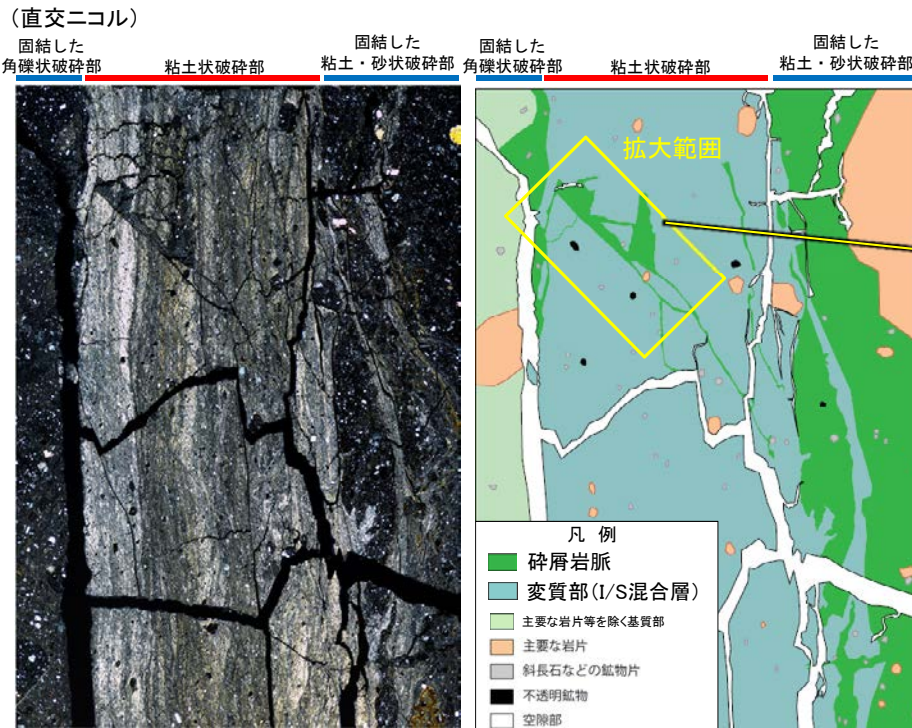 （直交ニコル）
固結した
角礫状破砕部
粘土状破砕部
固結した
粘土・砂状破砕部
固結した
角礫状破砕部
粘土状破砕部
固結した
粘土・砂状破砕部
拡大範囲
凡 例
砕屑岩脈
変質部(I/S混合層)
主要な岩片等を除く基質部
主要な岩片
斜長石などの鉱物片
不透明鉱物
空隙部